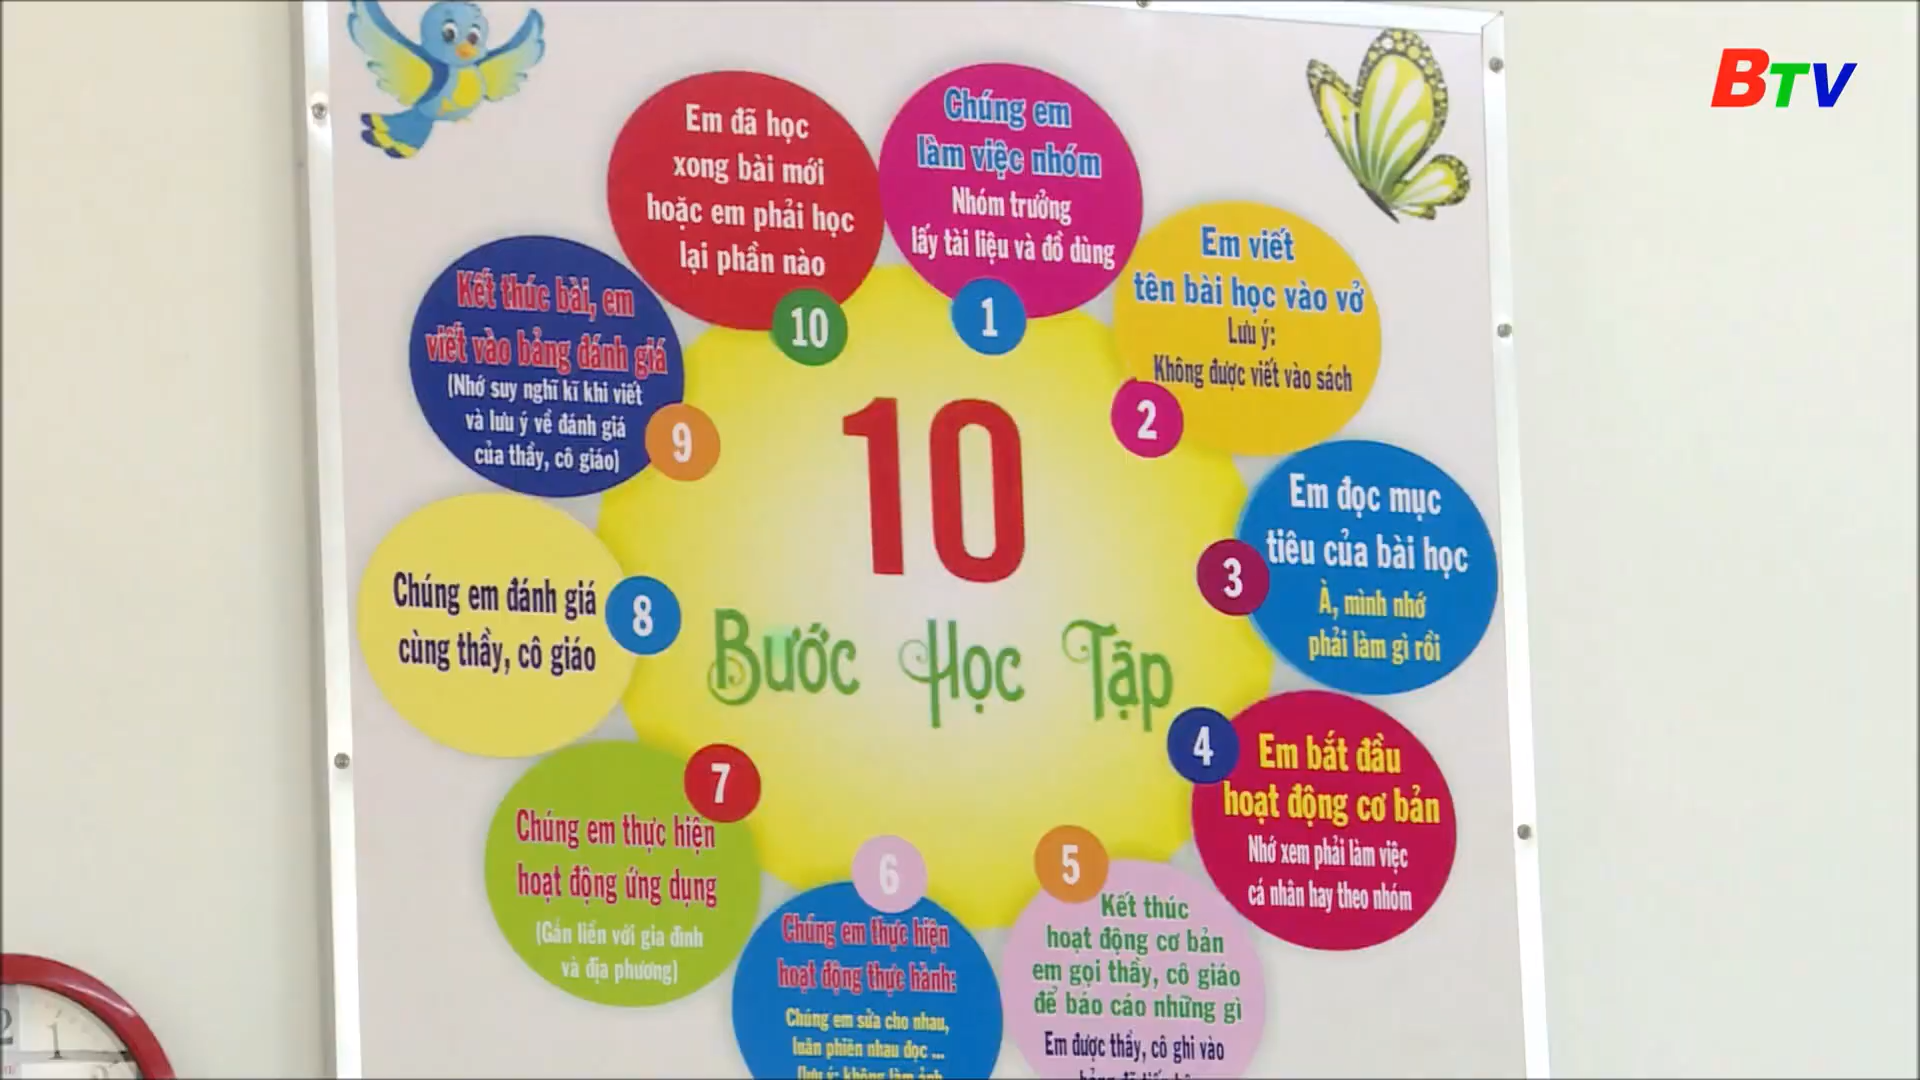 BTV
10
Bước Học Tập
Chúng em
làm việc nhóm
Nhóm trưởng
lấy tài liệu và đồ dùng
1
Em viết
tên bài học vào vở
Lưu ý:
Không được viết vào sách
2
Em đọc mục
tiêu của bài học
À, mình nhớ
phải làm gì rồi
3
4
Em bắt đầu
hoạt động cơ bản
Nhớ xem phải làm việc
cá nhân hay theo nhóm
5
Kết thúc
hoạt động cơ bản
em gọi thầy, cô giáo
để báo cáo những gì
Em được thầy, cô ghi vào
6
Chúng em thực hiện
hoạt động thực hành:
Chúng em sửa cho nhau,
luân phiên nhau đọc ...
(lưu ý: không làm ảnh
7
Chúng em thực hiện
hoạt động ứng dụng
(Gắn liền với gia đình
và địa phương)
8
Chúng em đánh giá
cùng thầy, cô giáo
Kết thúc bài, em
viết vào bảng đánh giá
(Nhớ suy nghĩ kĩ khi viết
và lưu ý về đánh giá
của thầy, cô giáo)
9
Em đã học
xong bài mới
hoặc em phải học
lại phần nào
10
1